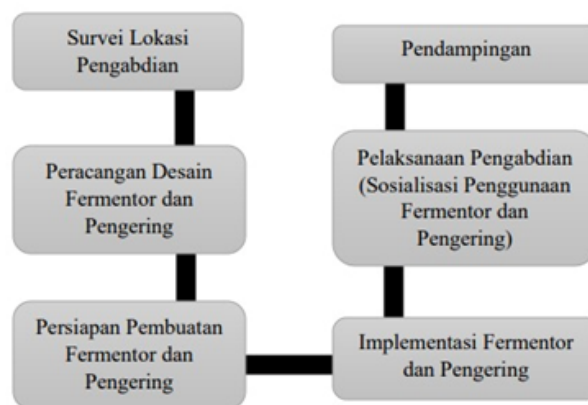 Survei Lokasi
Pengabdian
Peracangan Desain
Fermentor dan
Pengering
Persiapan Pembuatan
Fermentor dan
Pengering
Implementasi Fermentor
dan Pengering
Pelaksanaan Pengabdian
(Sosialisasi Penggunaan
Fermentor dan
Pengering)
Pendampingan